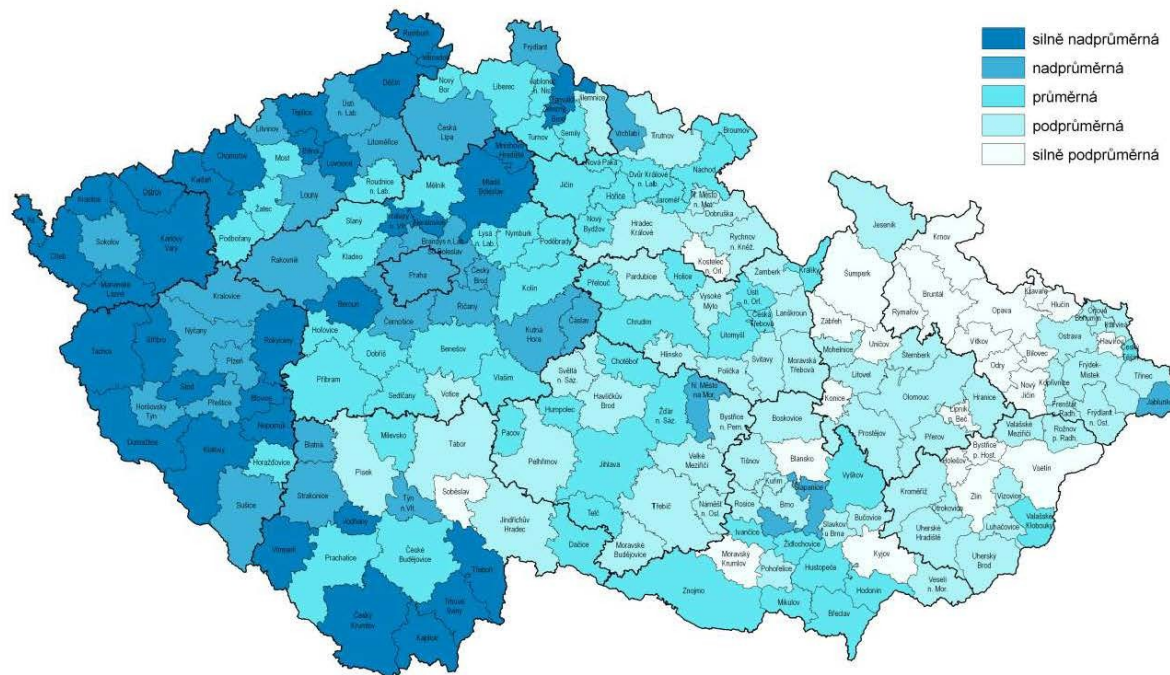 silně nadprůměrná
nadprůměrná
průměrná
podprůměrná
silně podprůměrná
Rumburk
Varnsdorf
Děčín
Frýdlant
Nový
Bor
Liberec
Jablonec
n. Nis.
Tanvald
Jilemnice
Vrchlabí
Trutnov
Broumov
Teplice
Ústí
n. Lab.
Litvínov
Bílina
Litoměřice
Lovosice
Česká
Lípa
Turnov
Semily
Mnichovo
Hradiště
Mladá
Boleslav
Jičín
Nová Paka
Dvůr Králové
n. Lab.
Náchod
Hořice
Jaroměř
N. Město
n. Met.
Dobruška
Chomutov
Most
Kadaň
Louny
Žatec
Podbořany
Roudnice
n. Lab.
Mělník
Slaný
Kladno
Rakovník
Neratovice
Brandýs n. Lab.
Lysá
n. Lab.
Nymburk
Poděbrady
Nový
Bydžov
Hradec
Králové
Rychnov
n. Kněž.
Kostelec
n. Orl.
Ostrov
Kraslice
Sokolov
Karlovy
Vary
Cheb
Mariánské
Lázně
Praha
Český
Brod
Říčany
Kolín
Černošice
Beroun
Kutná
Hora
Čáslav
Přelouč
Pardubice
Holice
Vysoké
Mýto
Žamberk
Králíky
Ústí
n. Orl.
Česká
Třebová
Lanškroun
Litomyšl
Chrudim
Hlinsko
Polička
Svitavy
Moravská
Třebová
Jeseník
Šumperk
Krnov
Bruntál
Rýmařov
Opava
Kravaře
Hlučín
Vítkov
Zábřeh
Mohelnice
Uničov
Šternberk
Litovel
Olomouc
Konice
Prostějov
Přerov
Lipník
n. Beč.
Hranice
Odry
Bílovec
Nový
Jičín
Kopřivnice
Ostrava
Bohumín
Orlová
Karviná
Havířov
Český
Těšín
Třinec
Frýdek-
Místek
Frýdlant
n. Ost.
Frenštát
p. Radh.
Rožnov
p. Radh.
Valašské
Meziříčí
Vsetín
Bystřice
p. Host.
Holešov
Zlín
Vizovice
Otrokovice
Kroměříž
Luhačovice
Valašské
Klobouky
Uherské
Hradiště
Uherský
Brod
Veselí
n. Mor.
Kralovice
Nýřany
Plzeň
Rokycany
Stříbro
Tachov
Stod
Přeštice
Blovice
Nepomuk
Horšovský
Týn
Domažlice
Klatovy
Horažďovice
Sušice
Hořovice
Dobříš
Benešov
Příbram
Sedlčany
Votice
Vlašim
Světlá
n. Sáz.
Chotěboř
Havlíčkův
Brod
N. Město
na Mor.
Žďár
n. Sáz.
Bystřice
n. Pern.
Humpolec
Pacov
Pelhřimov
Jihlava
Velké
Meziříčí
Třebíč
Náměšť
n. Osl.
Telč
Dačice
Moravské
Budějovice
Blatná
Strakonice
Písek
Milevsko
Tábor
Týn
n. Vlt.
Soběslav
Jindřichův
Hradec
Vodňany
Vimperk
Prachatice
České
Budějovice
Třeboň
Český
Krumlov
Kaplice
Boskovice
Blansko
Tišnov
Kuřim
Brno
Šlapanice
Vyškov
Rosice
Slavkov
u Brna
Bučovice
Ivančice
Židlochovice
Moravský
Krumlov
Pohořelice
Hustopeče
Kyjov
Hodonín
Znojmo
Mikulov
Břeclav